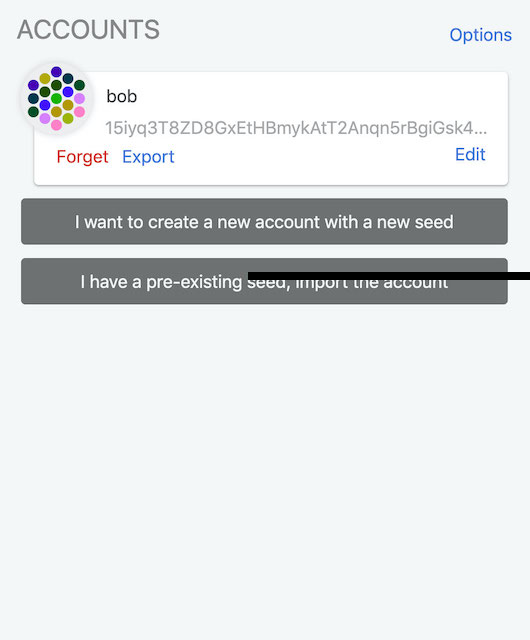 ACCOUNTS
Options
bob
15iyq3T8ZD8GxEtHBmykAtT2Anqn5rBgiGsk4...
Forget Export Edit
I want to create a new account with a new seed
I have a pre-existing seed, import the account